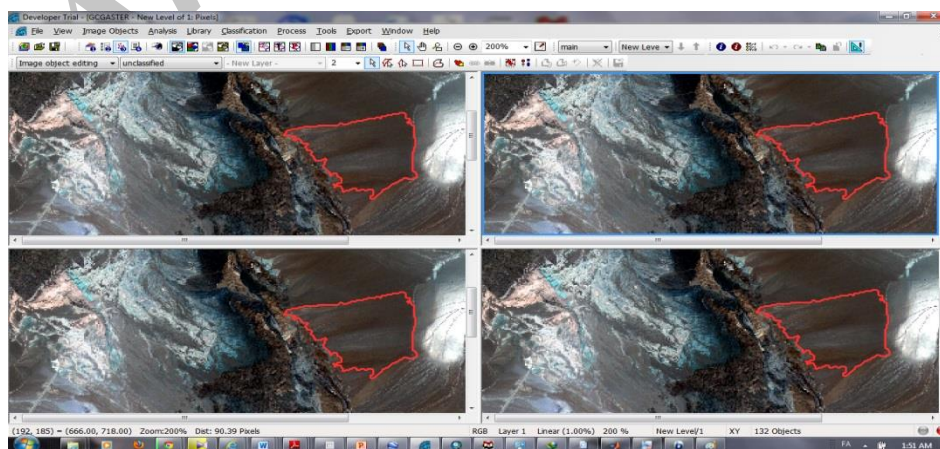 Developer Trial - [GCGASTER - New Level of 1: Pixels]
File View Image Objects Analysis Library Classification Process Tools Export Window Help
200% main New Leve
Image object editing unclassified - New Layer - 2
(192, 185) = (666.00, 718.00) Zoom:200% Dist: 90.39 Pixels RGB Layer 1 Linear (1.00%) 200 % New Level/1 XY 132 Objects
FA 1:51 AM